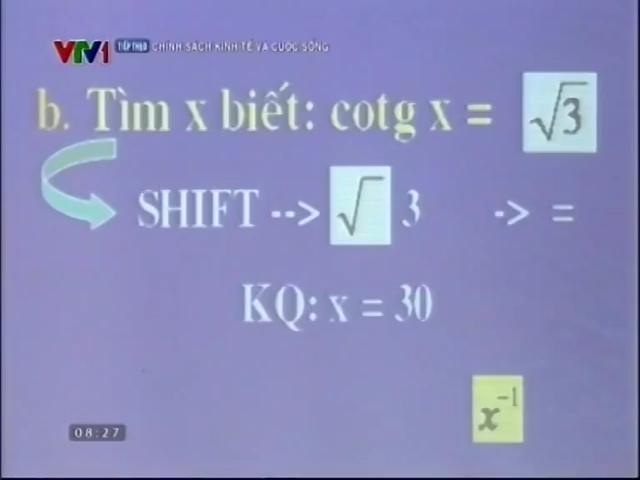 VTV1 TIẾP THEO CHÍNH SÁCH KINH TẾ VÀ CUỘC SỐNG
b. Tìm x biết: cotg x = √3
SHIFT --> √ 3 -> =
KQ: x = 30
x⁻¹
08:27